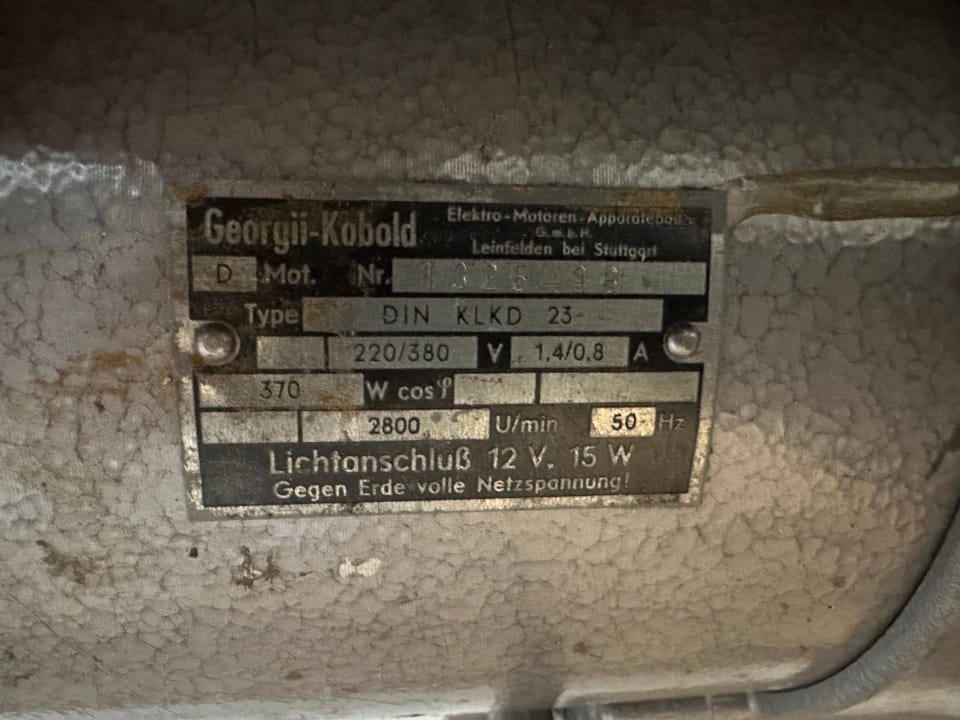 Georgii-Kobold
Elektro-Motoren-Apparatebau
G.m.b.H.
Leinfelden bei Stuttgart
D Mot. Nr.
Type DIN KLKD 23-
220/380 V 1,4/0,8 A
370 W cos φ
2800 U/min 50 Hz
Lichtanschluß 12 V. 15 W
Gegen Erde volle Netzspannung!